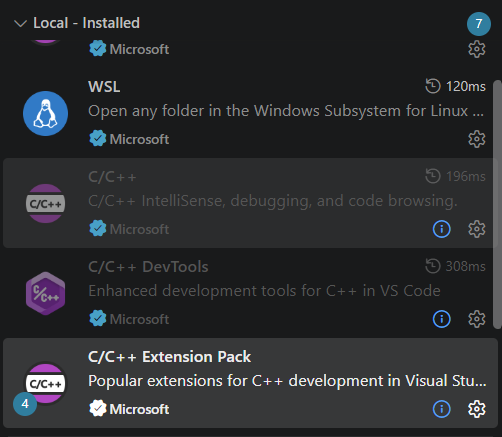 Local - Installed 7
Microsoft
WSL 120ms
Open any folder in the Windows Subsystem for Linux ...
Microsoft
C/C++ 196ms
C/C++
C/C++ IntelliSense, debugging, and code browsing.
Microsoft
C/C++ DevTools 308ms
C/C++
Enhanced development tools for C++ in VS Code
Microsoft
C/C++ Extension Pack
C/C++
Popular extensions for C++ development in Visual Stu...
4
Microsoft